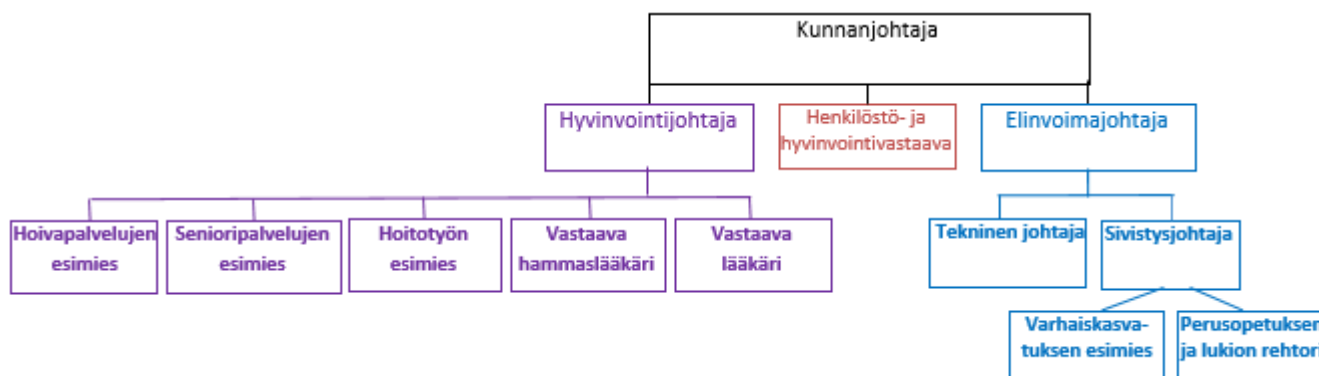 Kunnanjohtaja
Hyvinvointijohtaja
Henkilöstö- ja
hyvinvointivastaava
Elinvoimajohtaja
Hoivapalvelujen
esimies
Senioripalvelujen
esimies
Hoitotyön
esimies
Vastaava
hammaslääkäri
Vastaava
lääkäri
Tekninen johtaja
Sivistysjohtaja
Varhaiskasva-
tuksen esimies
Perusopetuksen
ja lukion rehtori